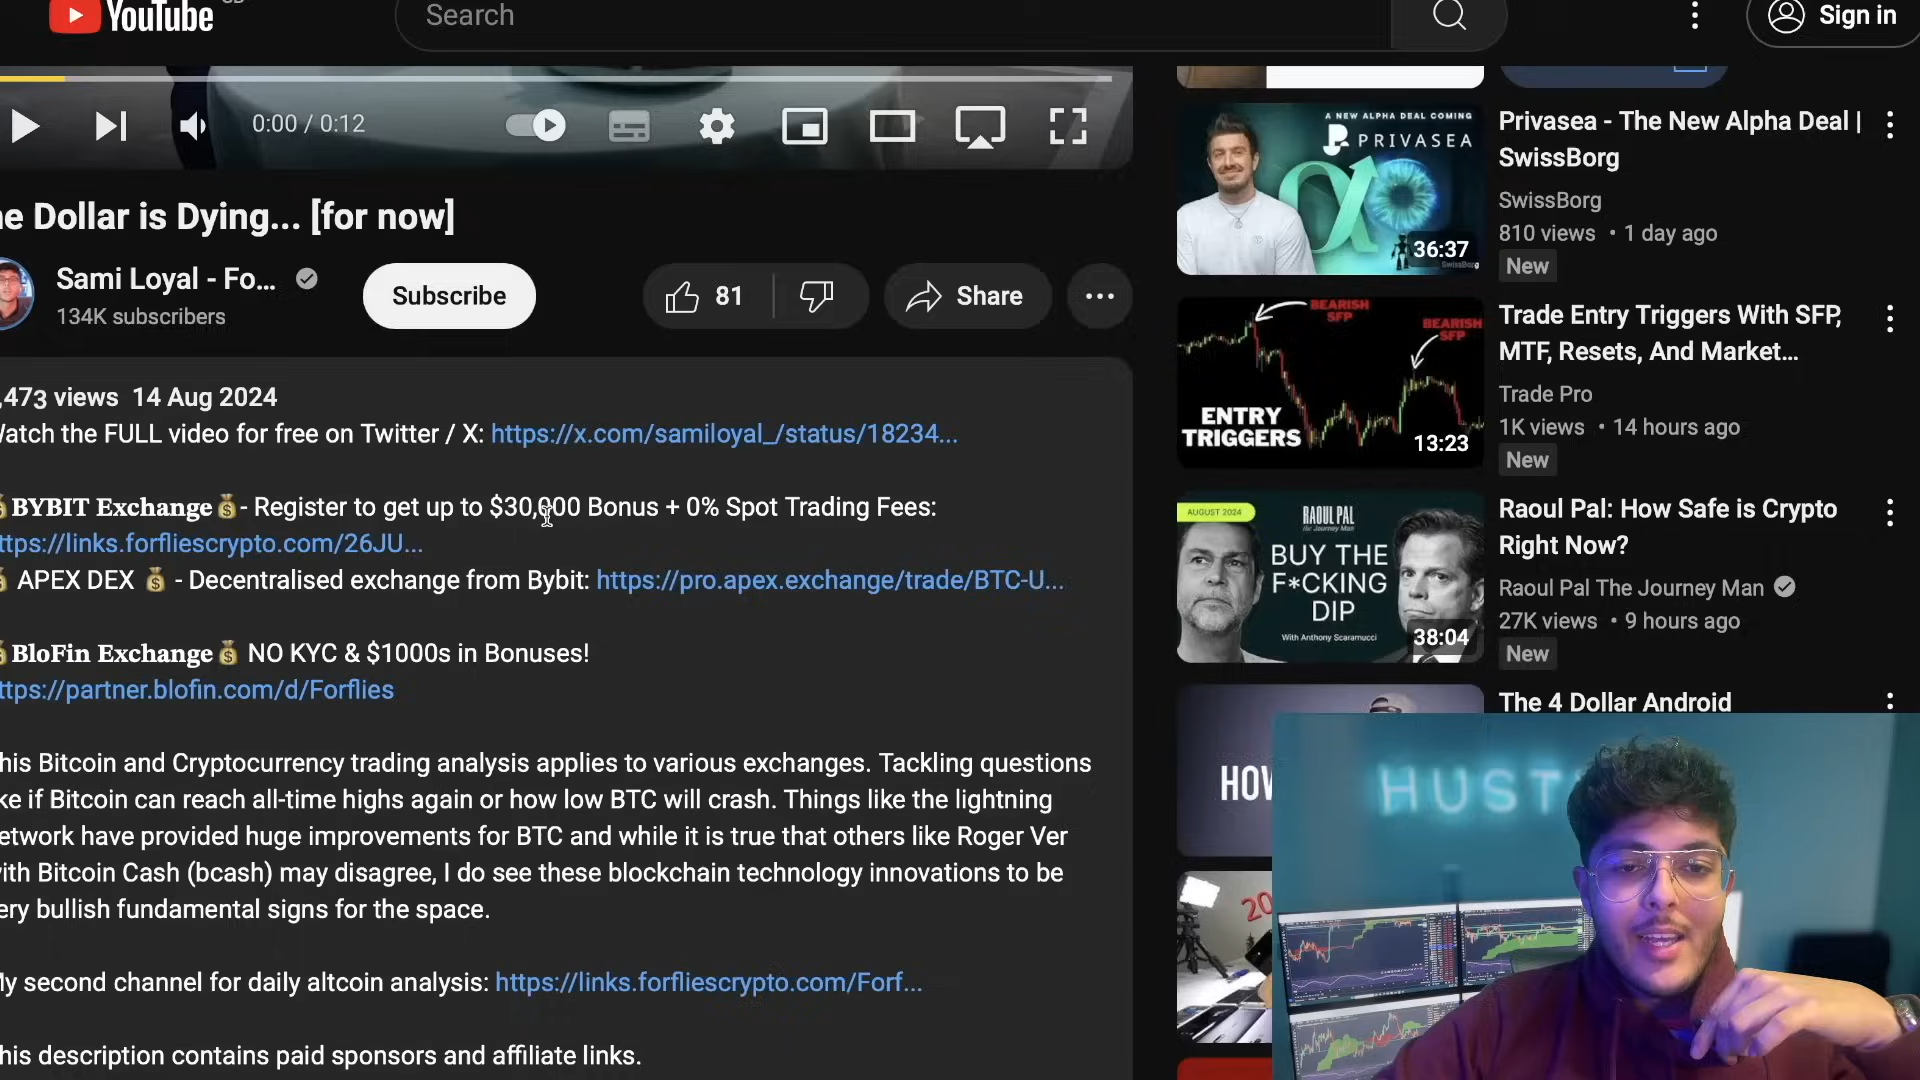 YouTube
Search
Sign in
0:00 / 0:12
e Dollar is Dying... [for now]
Sami Loyal - Fo...
134K subscribers
Subscribe
81
Share
,473 views 14 Aug 2024
atch the FULL video for free on Twitter / X: https://x.com/samiloyal_/status/18234...
BYBIT Exchange💰- Register to get up to $30,000 Bonus + 0% Spot Trading Fees:
ttps://links.forfliescrypto.com/26JU...
APEX DEX 💰 - Decentralised exchange from Bybit: https://pro.apex.exchange/trade/BTC-U...
BloFin Exchange💰 NO KYC & $1000s in Bonuses!
ttps://partner.blofin.com/d/Forflies
his Bitcoin and Cryptocurrency trading analysis applies to various exchanges. Tackling questions
ke if Bitcoin can reach all-time highs again or how low BTC will crash. Things like the lightning
etwork have provided huge improvements for BTC and while it is true that others like Roger Ver
ith Bitcoin Cash (bcash) may disagree, I do see these blockchain technology innovations to be
ery bullish fundamental signs for the space.
y second channel for daily altcoin analysis: https://links.forfliescrypto.com/Forf...
his description contains paid sponsors and affiliate links.
A NEW ALPHA DEAL COMING
PRIVASEA
SwissBorg
36:37
Privasea - The New Alpha Deal |
SwissBorg
SwissBorg
810 views • 1 day ago
New
BEARISH
SFP
BEARISH
SFP
ENTRY
TRIGGERS
13:23
Trade Entry Triggers With SFP,
MTF, Resets, And Market...
Trade Pro
1K views • 14 hours ago
New
AUGUST 2024
RAOUL PAL
the Journey Man
BUY THE
F*CKING
DIP
With Anthony Scaramucci
38:04
Raoul Pal: How Safe is Crypto
Right Now?
Raoul Pal The Journey Man
27K views • 9 hours ago
New
The 4 Dollar Android
HOW
HUST
20